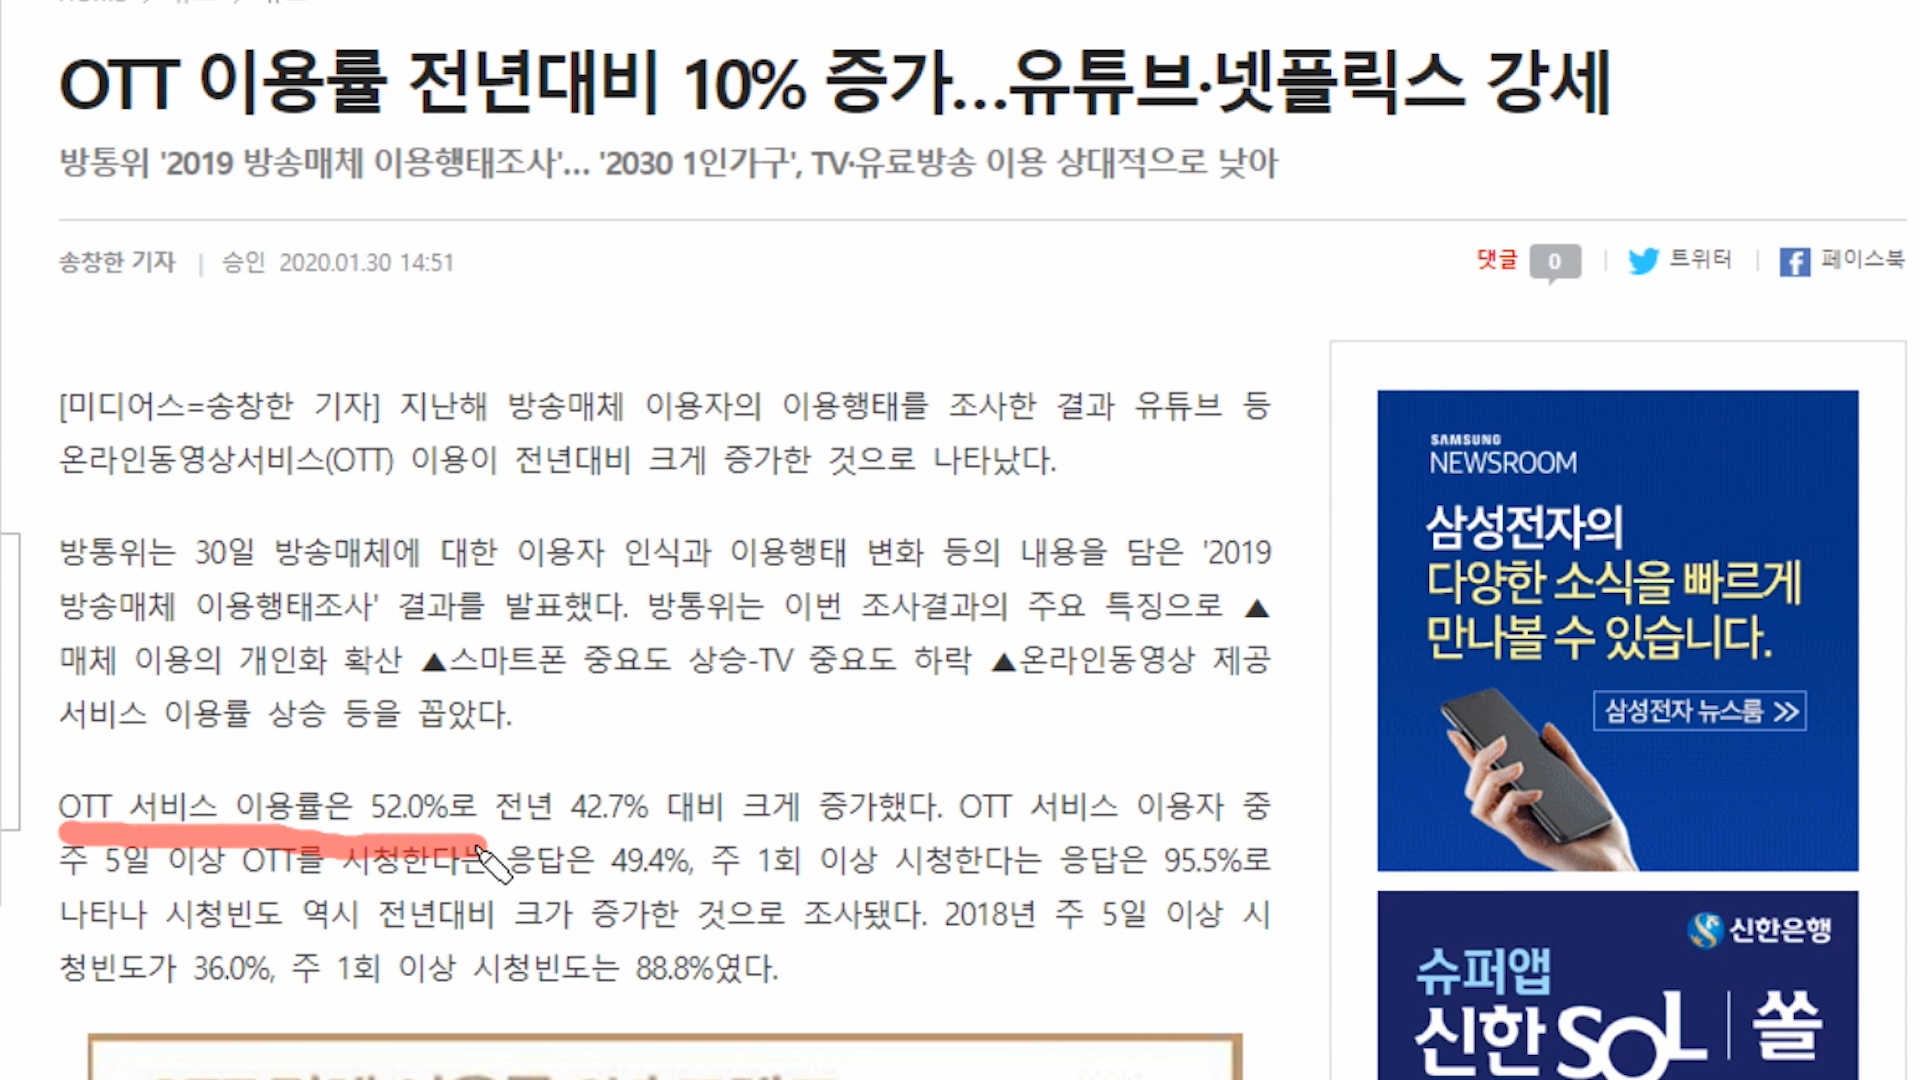 OTT 이용률 전년대비 10% 증가...유튜브·넷플릭스 강세
방통위 '2019 방송매체 이용행태조사'... '2030 1인가구', TV·유료방송 이용 상대적으로 낮아
송창한 기자 | 승인 2020.01.30 14:51
댓글 0 | 트위터 | 페이스북
[미디어스=송창한 기자] 지난해 방송매체 이용자의 이용행태를 조사한 결과 유튜브 등
온라인동영상서비스(OTT) 이용이 전년대비 크게 증가한 것으로 나타났다.
방통위는 30일 방송매체에 대한 이용자 인식과 이용행태 변화 등의 내용을 담은 '2019
방송매체 이용행태조사' 결과를 발표했다. 방통위는 이번 조사결과의 주요 특징으로 ▲
매체 이용의 개인화 확산 ▲스마트폰 중요도 상승-TV 중요도 하락 ▲온라인동영상 제공
서비스 이용률 상승 등을 꼽았다.
OTT 서비스 이용률은 52.0%로 전년 42.7% 대비 크게 증가했다. OTT 서비스 이용자 중
주 5일 이상 OTT를 시청한다는 응답은 49.4%, 주 1회 이상 시청한다는 응답은 95.5%로
나타나 시청빈도 역시 전년대비 크가 증가한 것으로 조사됐다. 2018년 주 5일 이상 시
청빈도가 36.0%, 주 1회 이상 시청빈도는 88.8%였다.
SAMSUNG
NEWSROOM
삼성전자의
다양한 소식을 빠르게
만나볼 수 있습니다.
삼성전자 뉴스룸 >>
신한은행
슈퍼앱
신한 SOL | 쏠